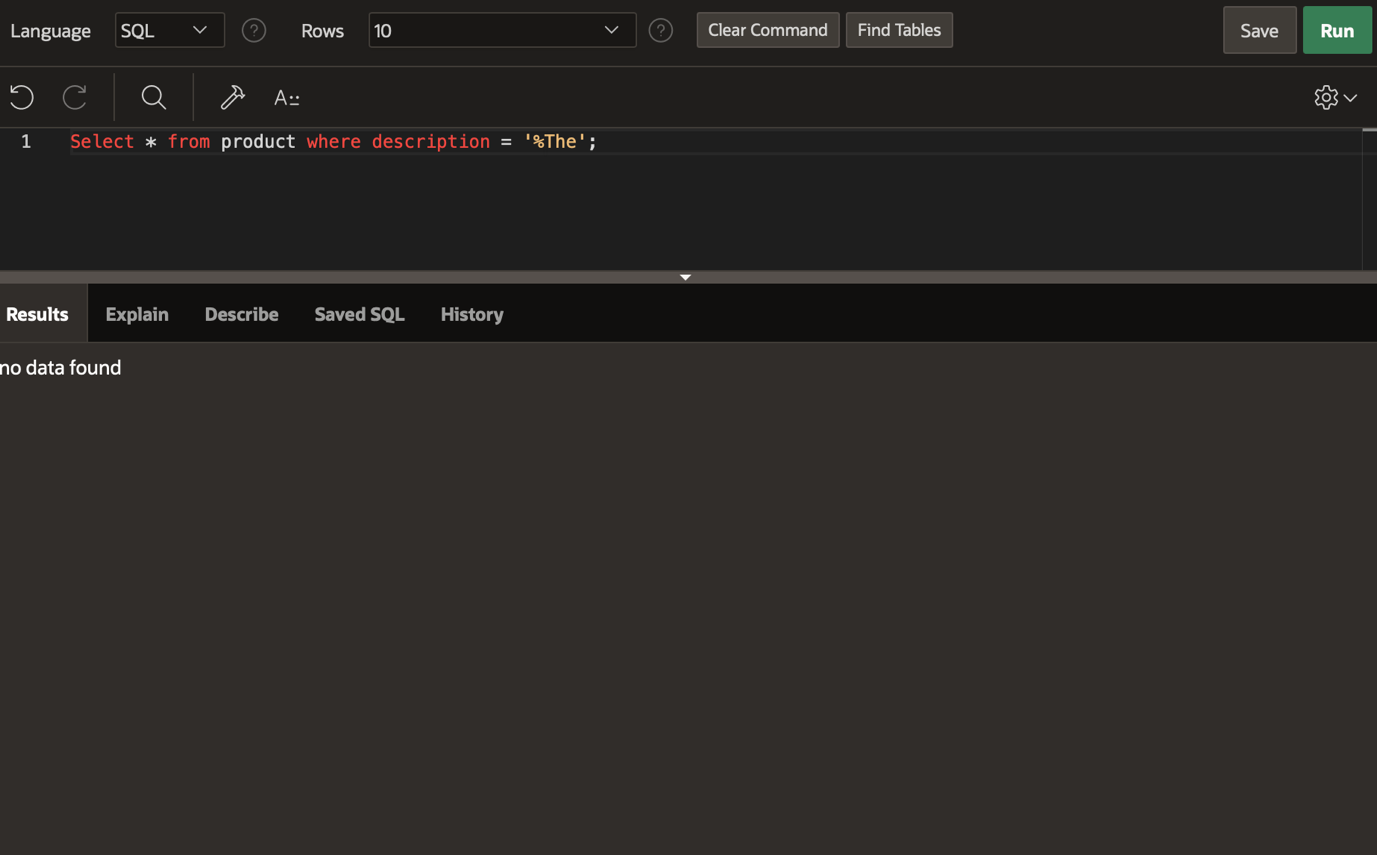 Language SQL ? Rows 10 ? Clear Command Find Tables Save Run
A::
1 Select * from product where description = '%The';
Results Explain Describe Saved SQL History
no data found